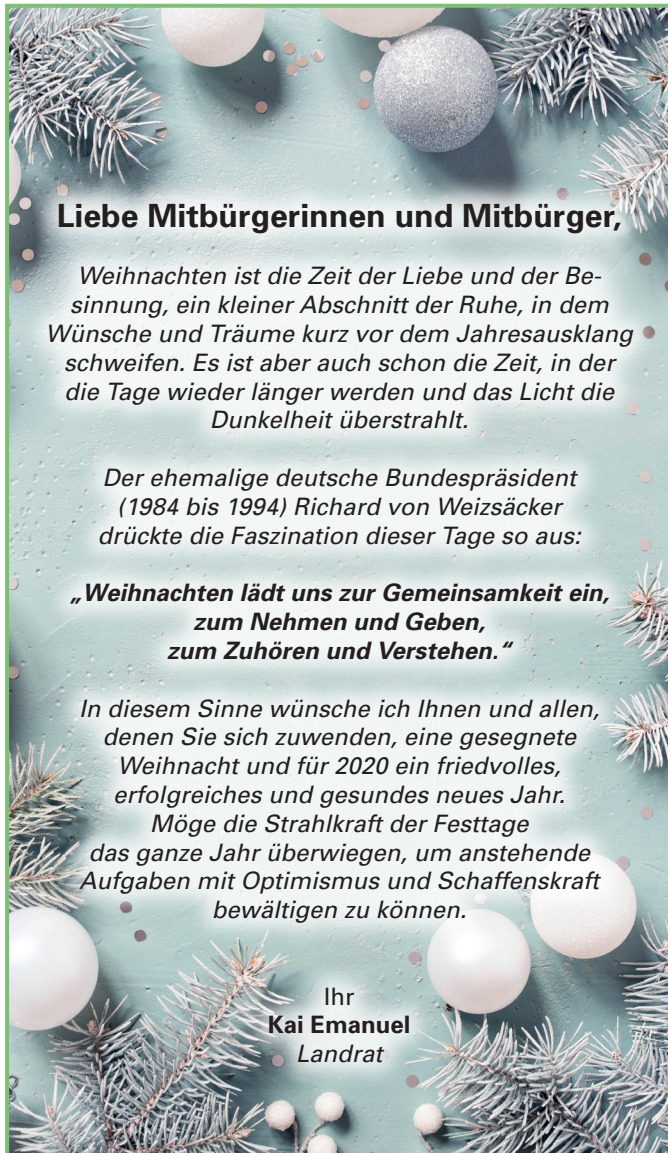 Liebe Mitbürgerinnen und Mitbürger,
Weihnachten ist die Zeit der Liebe und der Be-
sinnung, ein kleiner Abschnitt der Ruhe, in dem
Wünsche und Träume kurz vor dem Jahresausklang
schweifen. Es ist aber auch schon die Zeit, in der
die Tage wieder länger werden und das Licht die
Dunkelheit überstrahlt.
Der ehemalige deutsche Bundespräsident
(1984 bis 1994) Richard von Weizsäcker
drückte die Faszination dieser Tage so aus:
„Weihnachten lädt uns zur Gemeinsamkeit ein,
zum Nehmen und Geben,
zum Zuhören und Verstehen.“
In diesem Sinne wünsche ich Ihnen und allen,
denen Sie sich zuwenden, eine gesegnete
Weihnacht und für 2020 ein friedvolles,
erfolgreiches und gesundes neues Jahr.
Möge die Strahlkraft der Festtage
das ganze Jahr überwiegen, um anstehende
Aufgaben mit Optimismus und Schaffenskraft
bewältigen zu können.
Ihr
Kai Emanuel
Landrat